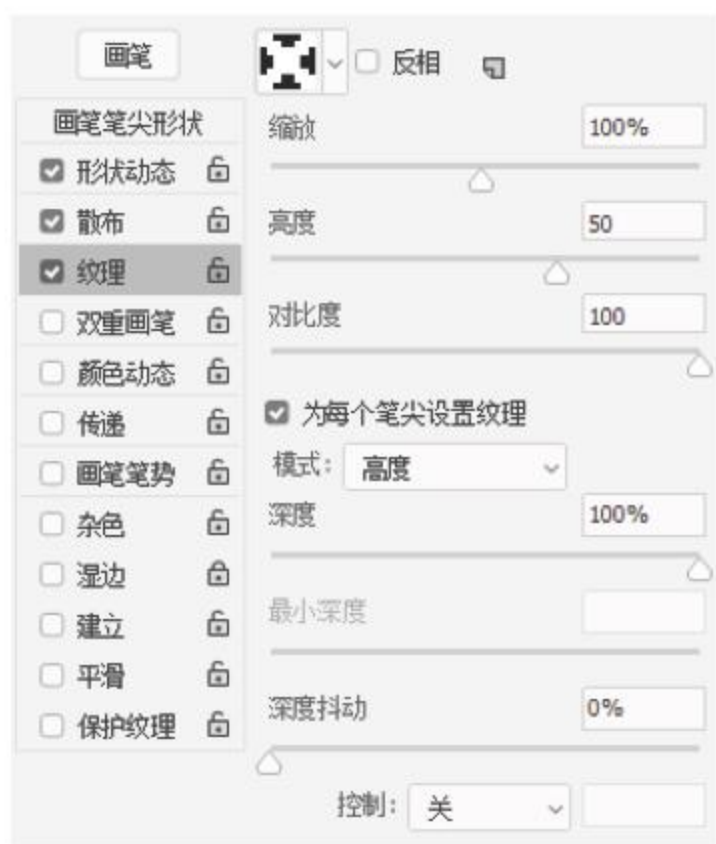 画笔
反相
画笔笔尖形状
形状动态
散布
纹理
双重画笔
颜色动态
传递
画笔笔势
杂色
湿边
建立
平滑
保护纹理
缩放 100%
亮度 50
对比度 100
为每个笔尖设置纹理
模式: 高度
深度 100%
最小深度
深度抖动 0%
控制: 关